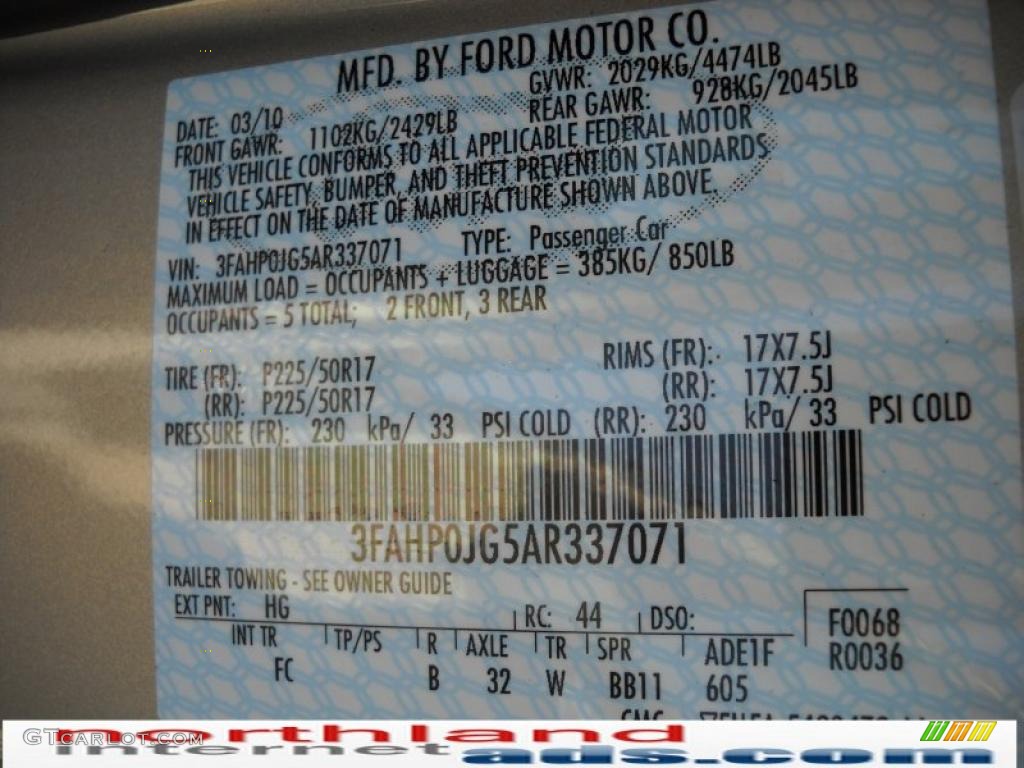 MFD. BY FORD MOTOR CO.
DATE: 03/10 GVWR: 2029KG/4474LB
FRONT GAWR: 1102KG/2429LB REAR GAWR: 928KG/2045LB
THIS VEHICLE CONFORMS TO ALL APPLICABLE FEDERAL MOTOR
VEHICLE SAFETY, BUMPER, AND THEFT PREVENTION STANDARDS
IN EFFECT ON THE DATE OF MANUFACTURE SHOWN ABOVE.
VIN: 3FAHP0JG5AR337071 TYPE: Passenger Car
MAXIMUM LOAD = OCCUPANTS + LUGGAGE = 385KG/ 850LB
OCCUPANTS = 5 TOTAL; 2 FRONT, 3 REAR
TIRE (FR): P225/50R17 RIMS (FR): 17X7.5J
(RR): P225/50R17 (RR): 17X7.5J
PRESSURE (FR): 230 kPa/ 33 PSI COLD (RR): 230 kPa/ 33 PSI COLD
3FAHP0JG5AR337071
TRAILER TOWING - SEE OWNER GUIDE
EXT PNT: HG RC: 44 DSO: F0068
INT TR TP/PS R AXLE TR SPR ADE1F R0036
FC B 32 W BB11 605
GTcarlot.com
northland
Internet ads.com